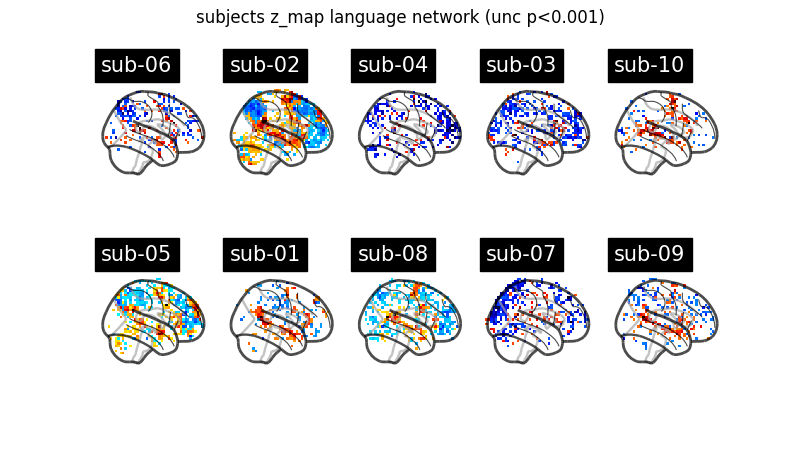 subjects z_map language network (unc p<0.001)
sub-06
sub-02
sub-04
sub-03
sub-10
sub-05
sub-01
sub-08
sub-07
sub-09